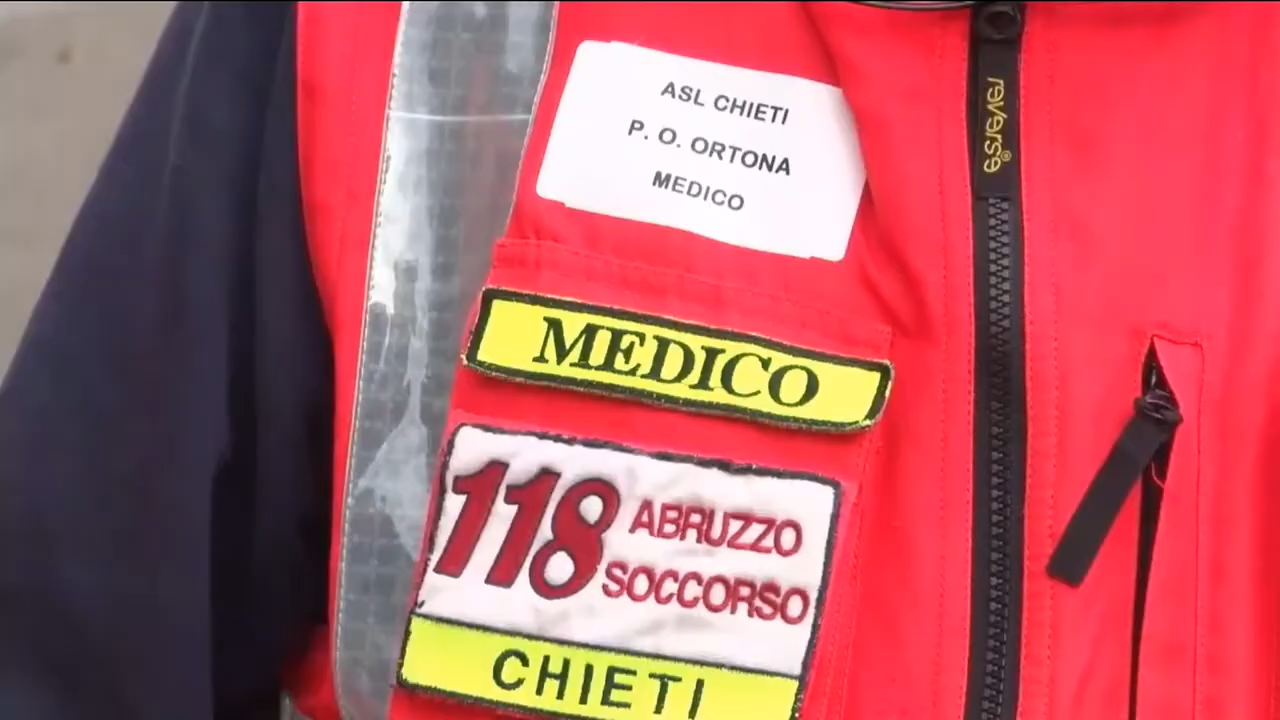 ASL CHIETI
P. O. ORTONA
MEDICO
MEDICO
118 ABRUZZO
SOCCORSO
CHIETI
reverse®